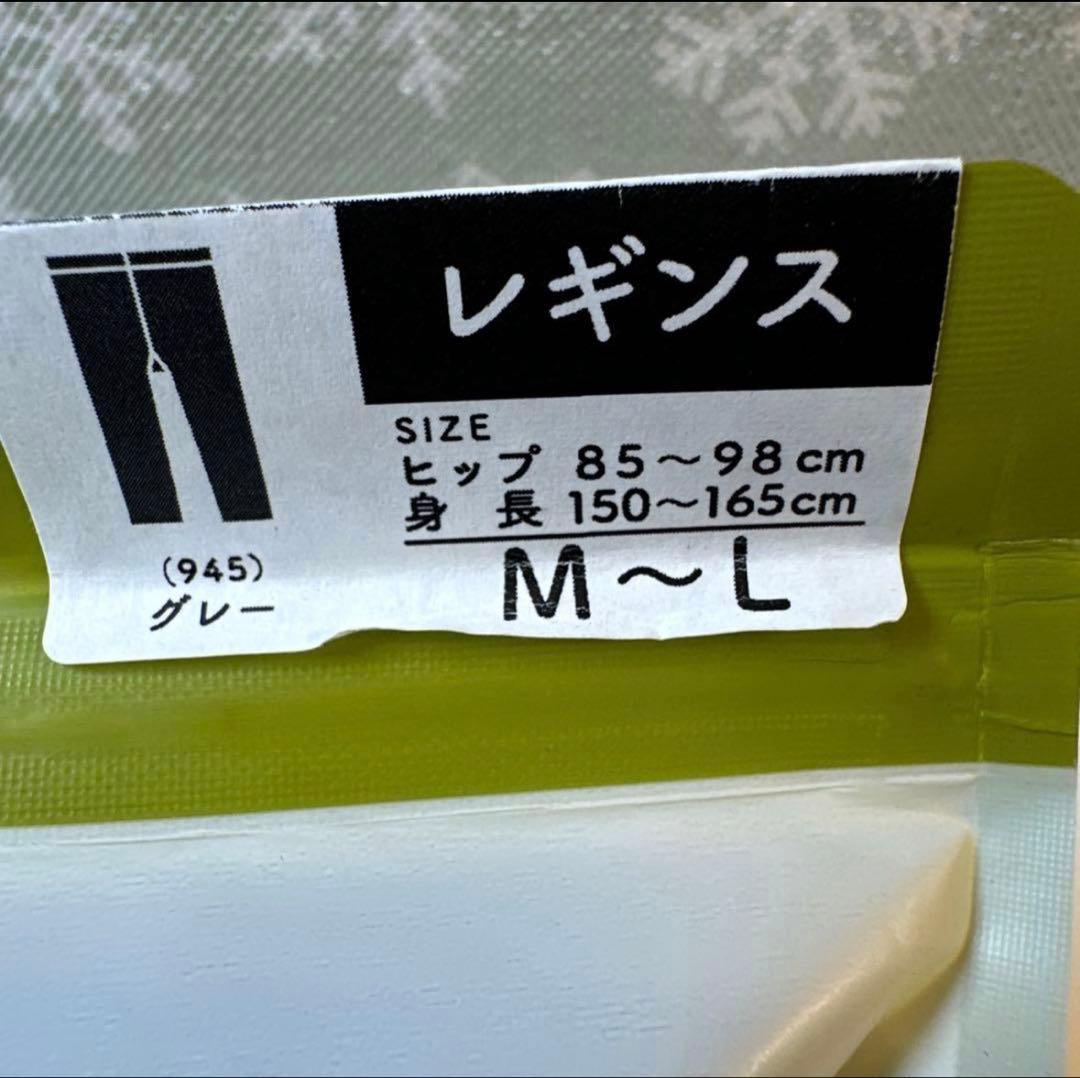 レギンス
SIZE
ヒップ 85～98cm
身長 150～165cm
M～L
(945)
グレー